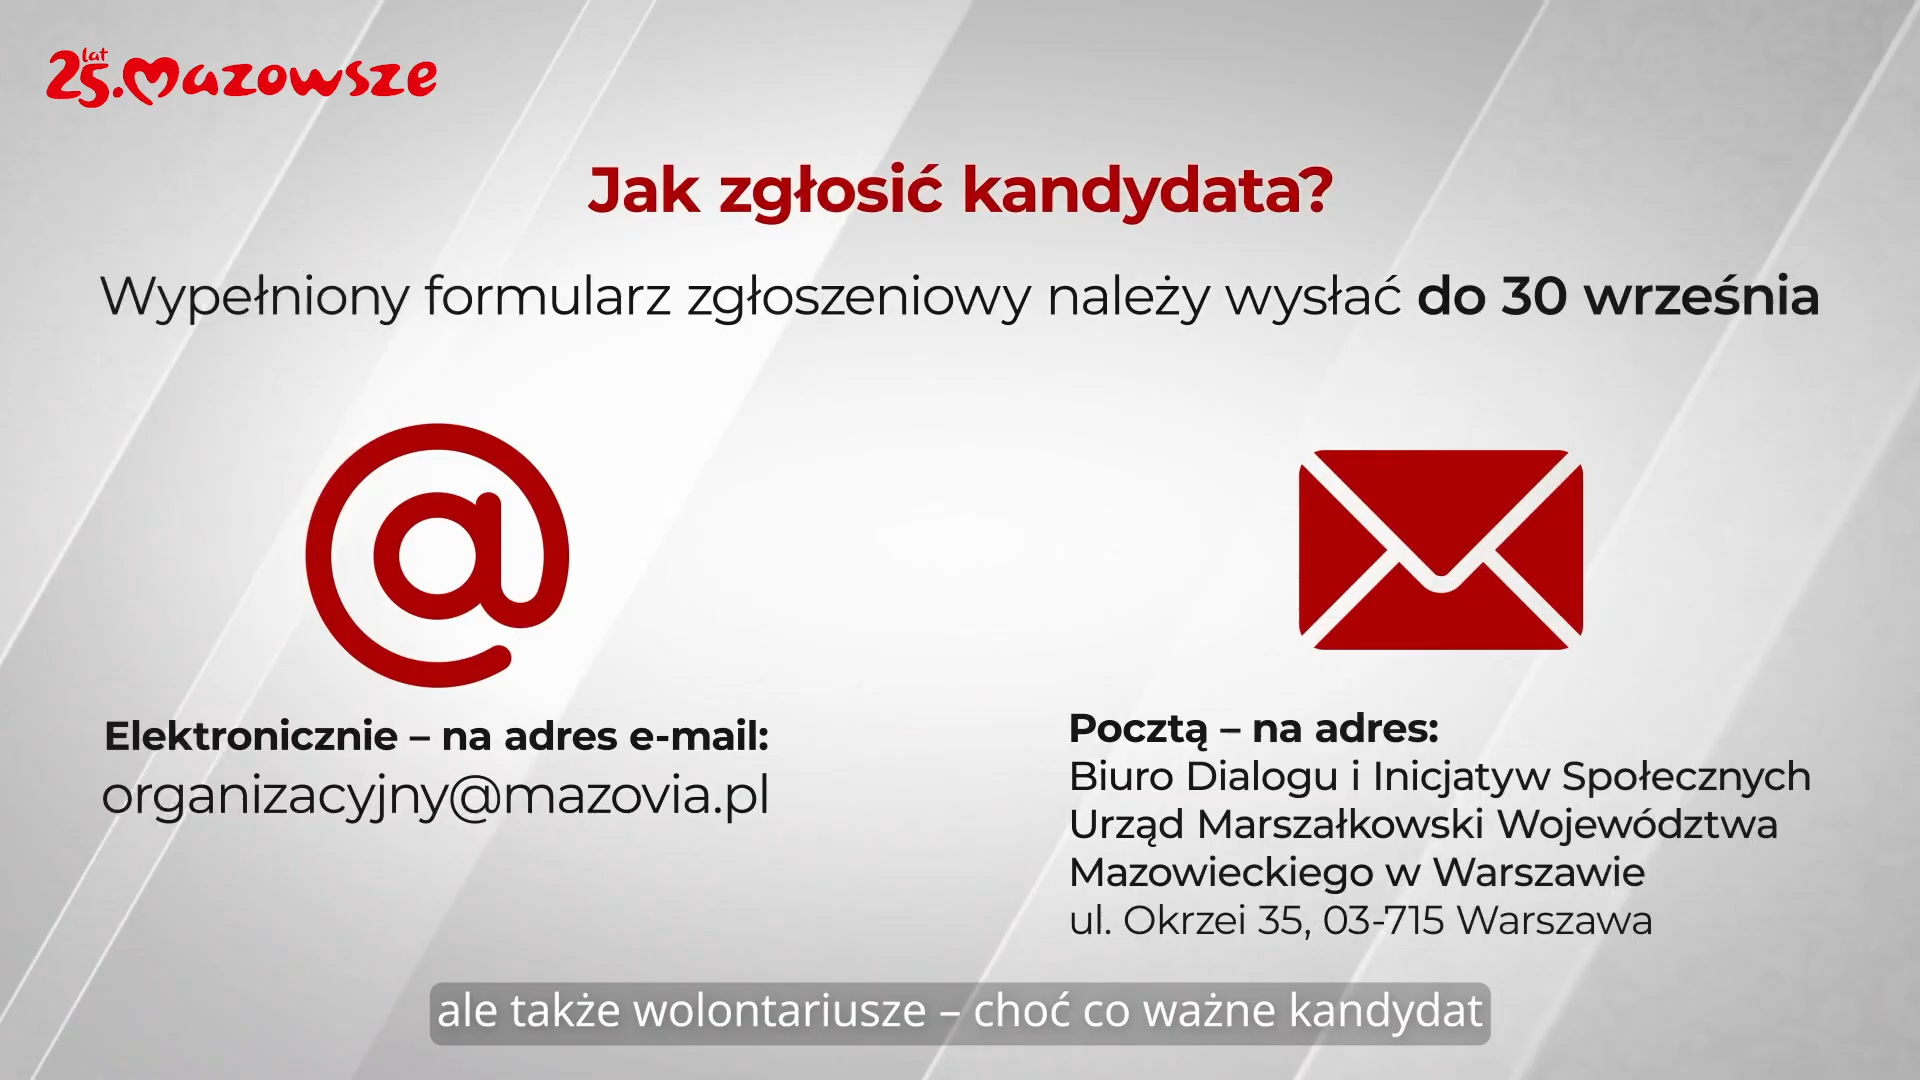 25 lat. Mazowsze
Jak zgłosić kandydata?
Wypełniony formularz zgłoszeniowy należy wysłać do 30 września
Elektronicznie – na adres e-mail:
organizacyjny@mazovia.pl
Pocztą – na adres:
Biuro Dialogu i Inicjatyw Społecznych
Urząd Marszałkowski Województwa
Mazowieckiego w Warszawie
ul. Okrzei 35, 03-715 Warszawa
ale także wolontariusze – choć co ważne kandydat